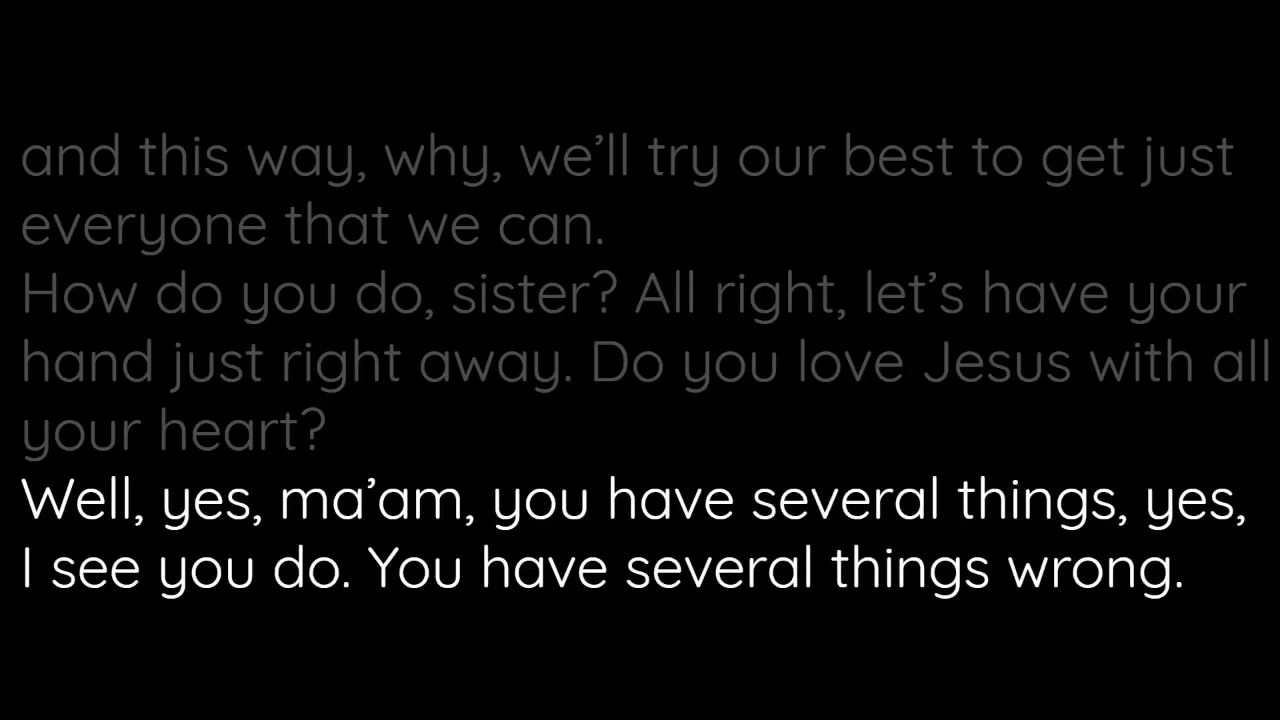 and this way, why, we’ll try our best to get just
everyone that we can.
How do you do, sister? All right, let’s have your
hand just right away. Do you love Jesus with all
your heart?
Well, yes, ma’am, you have several things, yes,
I see you do. You have several things wrong.